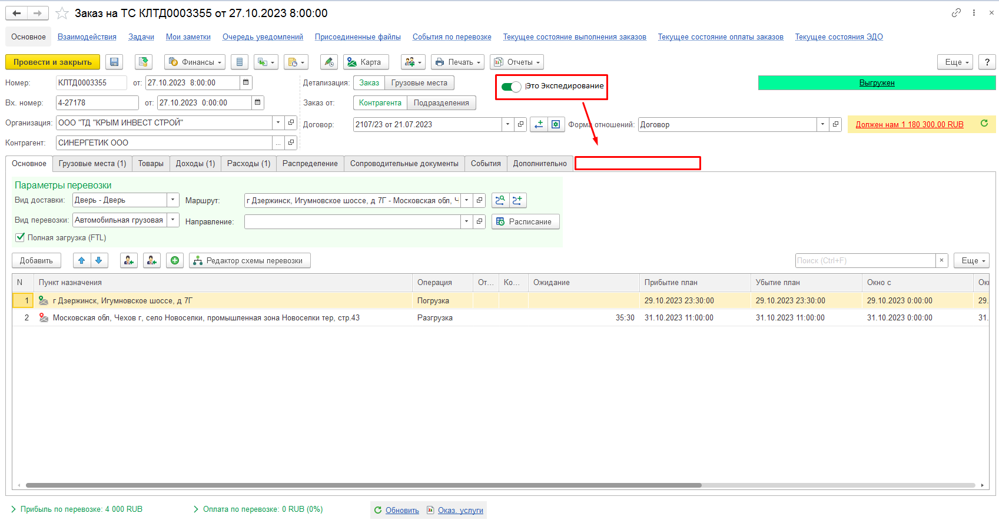 Заказ на ТС КЛТД0003355 от 27.10.2023 8:00:00
Основное Взаимодействия Задачи Мои заметки Очередь уведомлений Присоединенные файлы События по перевозке Текущее состояние выполнения заказов Текущее состояние оплаты заказов Текущее состояния ЭДО
Провести и закрыть Финансы Карта Печать Отчеты Еще ?
Номер: КЛТД0003355 от: 27.10.2023 8:00:00 Детализация: Заказ Грузовые места Это Экспедирование Выгружен
Вх. номер: 4-27178 от: 27.10.2023 0:00:00 Заказ от: Контрагента Подразделения
Организация: ООО "ТД "КРЫМ ИНВЕСТ СТРОЙ" Договор: 2107/23 от 21.07.2023 Форма отношений: Договор Должен нам 1 180 300,00 RUB
Контрагент: СИНЕРГЕТИК ООО ...
Основное Грузовые места (1) Товары Доходы (1) Расходы (1) Распределение Сопроводительные документы События Дополнительно
Параметры перевозки
Вид доставки: Дверь - Дверь Маршрут: г Дзержинск, Игумновское шоссе, д 7Г - Московская обл, Ч
Вид перевозки: Автомобильная грузовая Направление: Расписание
Полная загрузка (FTL)
Добавить Редактор схемы перевозки Поиск (Ctrl+F) × Еще
N Пункт назначения Операция От... Ко... Ожидание Прибытие план Убытие план Окно с Ок
1 г Дзержинск, Игумновское шоссе, д 7Г Погрузка 29.10.2023 23:30:00 29.10.2023 23:30:00 29.10.2023 0:00:00 29.
2 Московская обл, Чехов г, село Новоселки, промышленная зона Новоселки тер, стр.43 Разгрузка 35:30 31.10.2023 11:00:00 31.10.2023 11:00:00 31.10.2023 0:00:00 31.
Прибыль по перевозке: 4 000 RUB Оплата по перевозке: 0 RUB (0%) Обновить Оказ. услуги